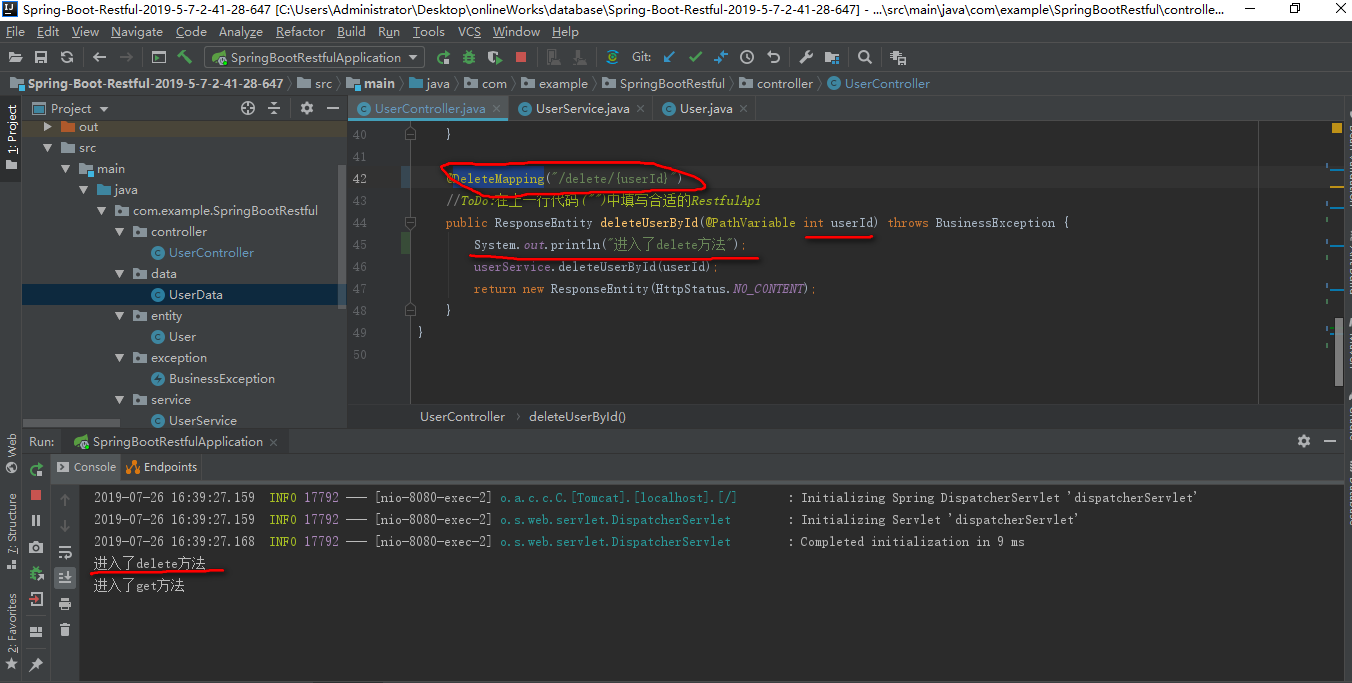 Spring-Boot-Restful-2019-5-7-2-41-28-647 [C:\Users\Administrator\Desktop\onlineWorks\database\Spring-Boot-Restful-2019-5-7-2-41-28-647] - ...\src\main\java\com\example\SpringBootRestful\controlle...
File Edit View Navigate Code Analyze Refactor Build Run Tools VCS Window Help
SpringBootRestfulApplication Git:
Spring-Boot-Restful-2019-5-7-2-41-28-647 src main java com example SpringBootRestful controller UserController
1: Project
Project
UserController.java UserService.java User.java
out
src
main
java
com.example.SpringBootRestful
controller
UserController
data
UserData
entity
User
exception
BusinessException
service
UserService
40 }
41
42 @DeleteMapping("/delete/{userId}")
43 //ToDo:在上一行代码("")中填写合适的RestfulApi
44 public ResponseEntity deleteUserById(@PathVariable int userId) throws BusinessException {
45 System.out.println("进入了delete方法");
46 userService.deleteUserById(userId);
47 return new ResponseEntity(HttpStatus.NO_CONTENT);
48 }
49 }
50
UserController › deleteUserById()
Run: SpringBootRestfulApplication
Console Endpoints
Web
7: Structure
2: Favorites
2019-07-26 16:39:27.159 INFO 17792 --- [nio-8080-exec-2] o.a.c.c.C.[Tomcat].[localhost].[/] : Initializing Spring DispatcherServlet 'dispatcherServlet'
2019-07-26 16:39:27.159 INFO 17792 --- [nio-8080-exec-2] o.s.web.servlet.DispatcherServlet : Initializing Servlet 'dispatcherServlet'
2019-07-26 16:39:27.168 INFO 17792 --- [nio-8080-exec-2] o.s.web.servlet.DispatcherServlet : Completed initialization in 9 ms
进入了delete方法
进入了get方法